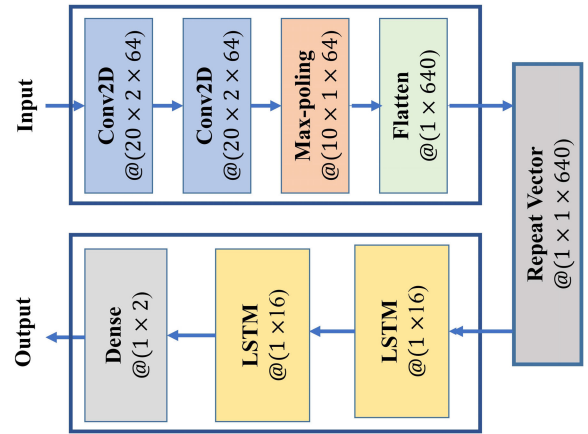 Input
Conv2D
@(20 × 2 × 64)
Conv2D
@(20 × 2 × 64)
Max-poling
@(10 × 1 × 64)
Flatten
@(1 × 640)
Repeat Vector
@(1 × 1 × 640)
LSTM
@(1 ×16)
LSTM
@(1 ×16)
Dense
@(1 × 2)
Output